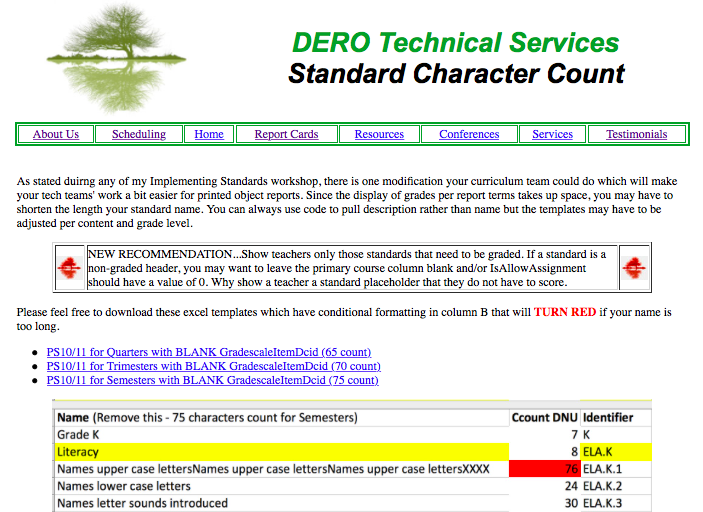 DERO Technical Services
Standard Character Count
About Us Scheduling Home Report Cards Resources Conferences Services Testimonials
As stated duirng any of my Implementing Standards workshop, there is one modification your curriculum team could do which will make
your tech teams' work a bit easier for printed object reports. Since the display of grades per report terms takes up space, you may have to
shorten the length your standard name. You can always use code to pull description rather than name but the templates may have to be
adjusted per content and grade level.
NEW RECOMMENDATION...Show teachers only those standards that need to be graded. If a standard is a
non-graded header, you may want to leave the primary course column blank and/or IsAllowAssignment
should have a value of 0. Why show a teacher a standard placeholder that they do not have to score.
Please feel free to download these excel templates which have conditional formatting in column B that will TURN RED if your name is
too long.
PS10/11 for Quarters with BLANK GradescaleItemDcid (65 count)
PS10/11 for Trimesters with BLANK GradescaleItemDcid (70 count)
PS10/11 for Semesters with BLANK GradescaleItemDcid (75 count)
Name (Remove this - 75 characters count for Semesters) Ccount DNU Identifier
Grade K 7 K
Literacy 8 ELA.K
Names upper case lettersNames upper case lettersNames upper case lettersXXXX 76 ELA.K.1
Names lower case letters 24 ELA.K.2
Names letter sounds introduced 30 ELA.K.3